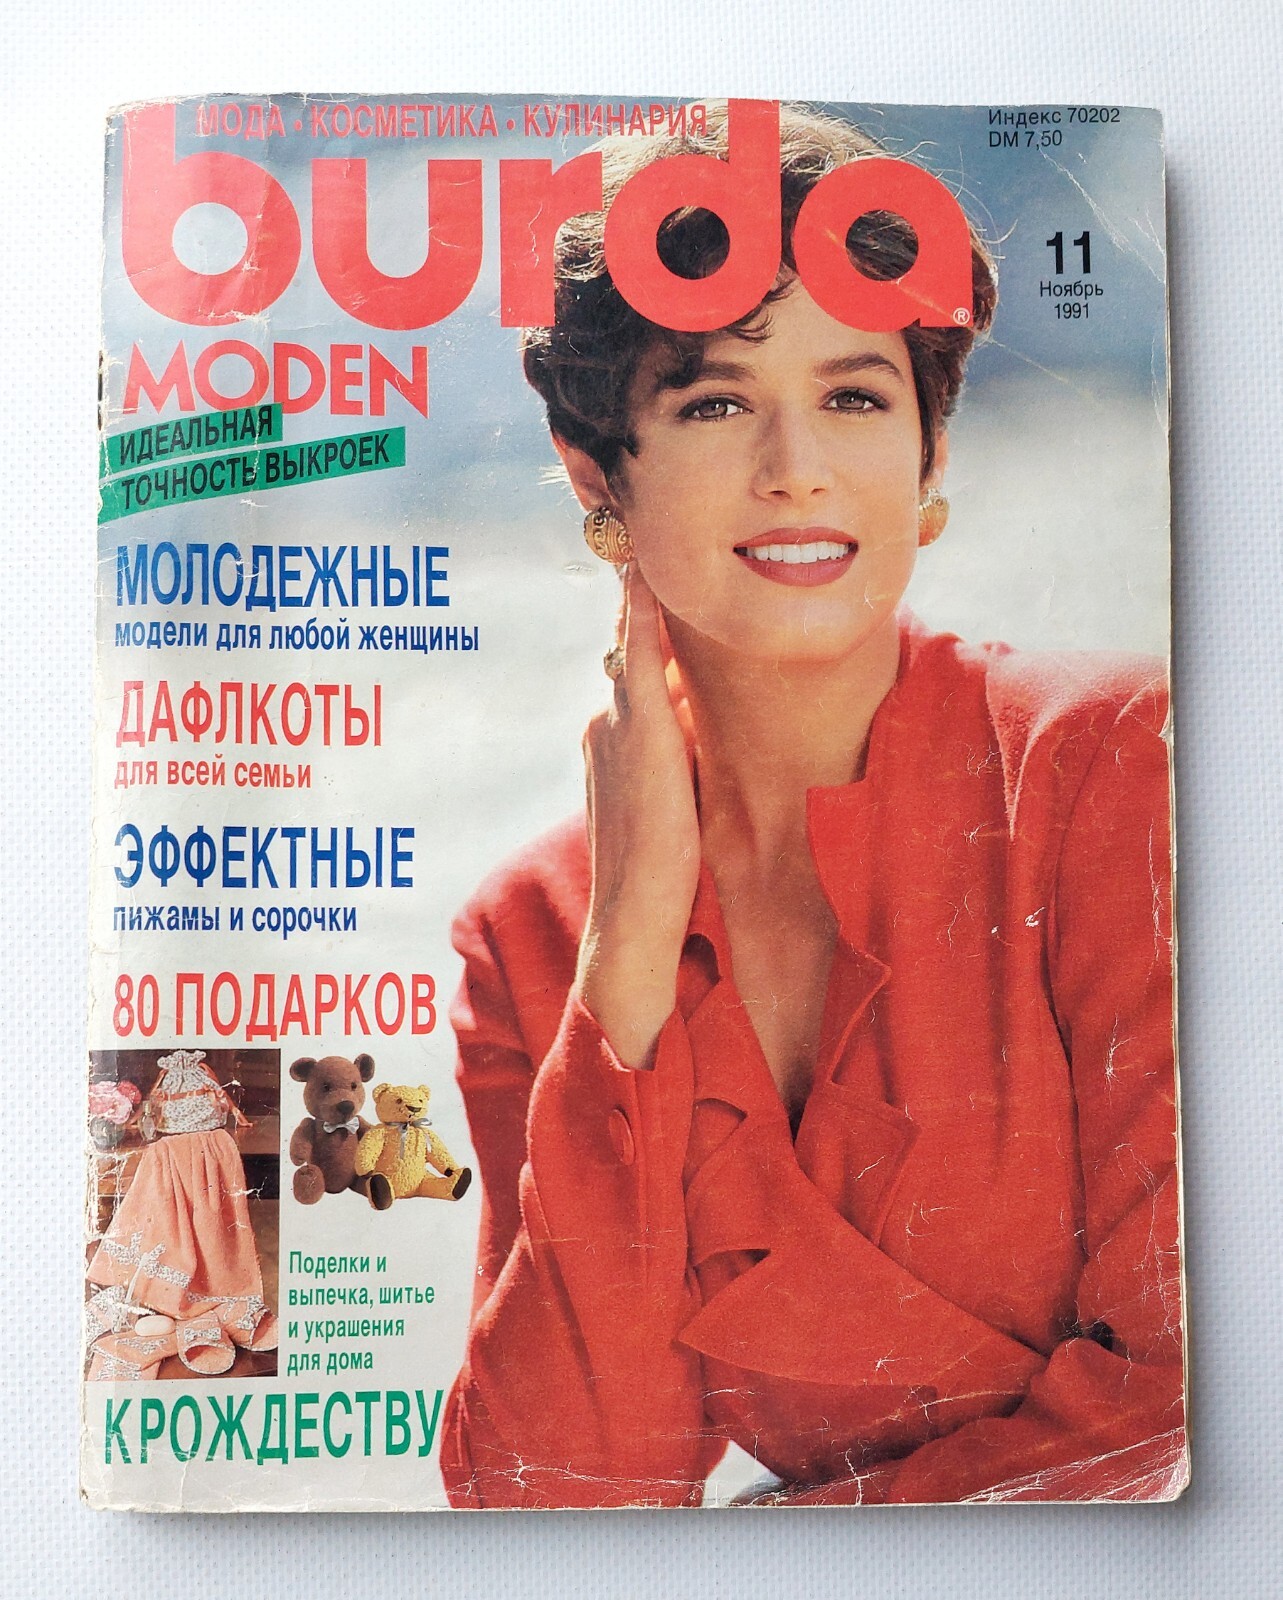 МОДА • КОСМЕТИКА • КУЛИНАРИЯ
Индекс 70202
DM 7,50
burda
®
11
Ноябрь
1991
MODEN
ИДЕАЛЬНАЯ
ТОЧНОСТЬ ВЫКРОЕК
МОЛОДЕЖНЫЕ
модели для любой женщины
ДАФЛКОТЫ
для всей семьи
ЭФФЕКТНЫЕ
пижамы и сорочки
80 ПОДАРКОВ
Поделки и
выпечка, шитье
и украшения
для дома
К РОЖДЕСТВУ